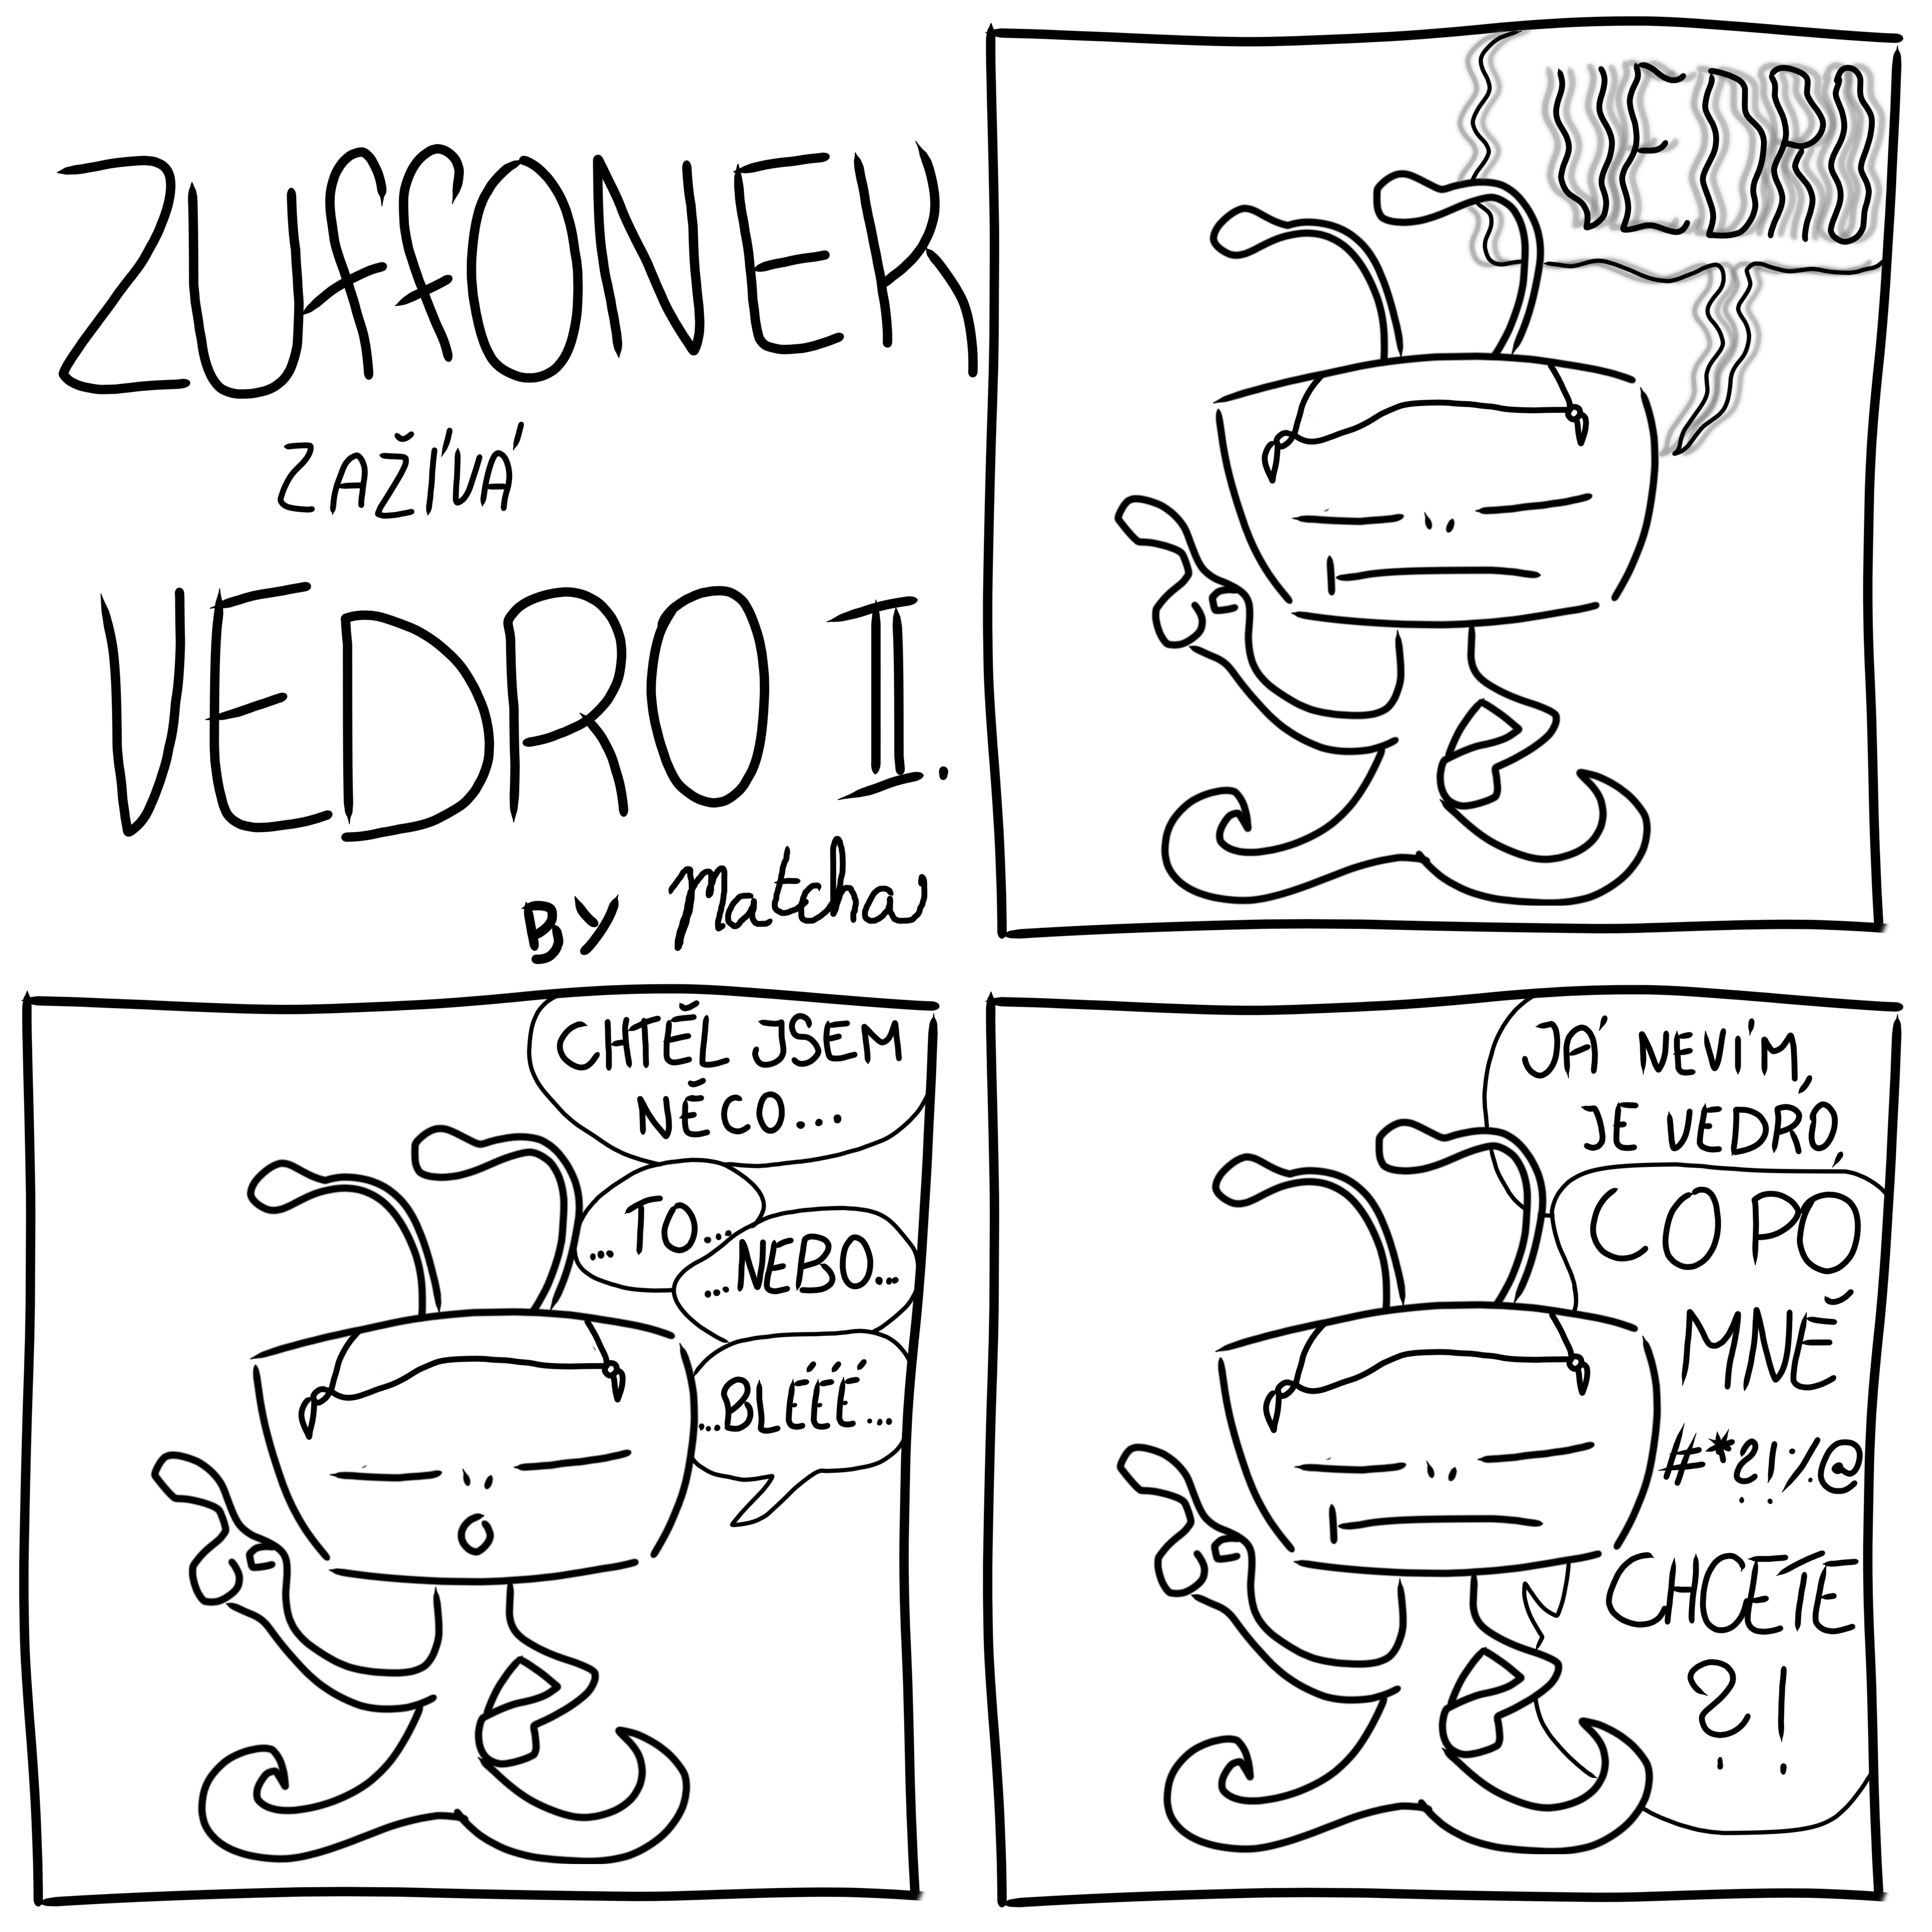 ZUFFONEK
ZAŽÍVÁ
VEDRO II.
BY Matcha
VEDRO
CHTĚL JSEM
NĚCO...
...TO...
...NEBO...
...BLÉÉÉ...
JÁ NEVÍM,
JE VEDRO,
CO PO
MNĚ
#*?!%@
CHCETE
?!